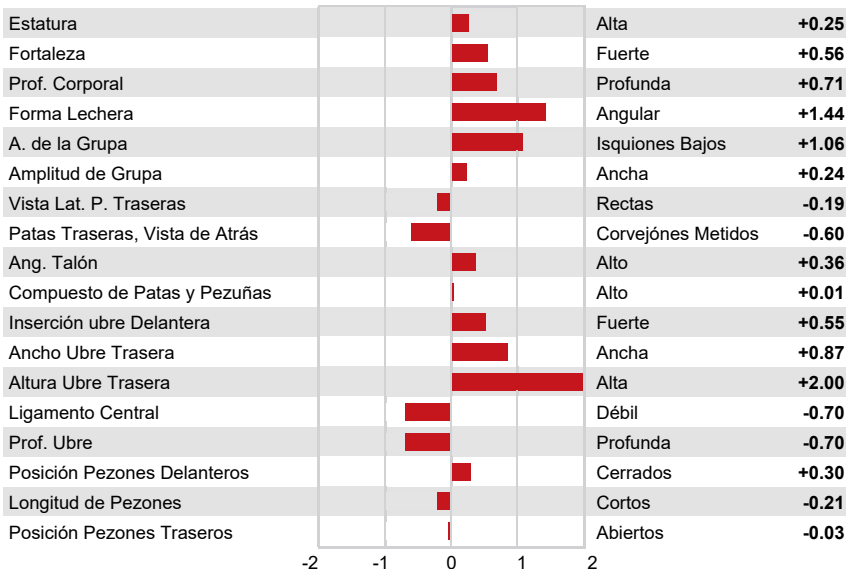 Estatura Alta +0.25
Fortaleza Fuerte +0.56
Prof. Corporal Profunda +0.71
Forma Lechera Angular +1.44
A. de la Grupa Isquiones Bajos +1.06
Amplitud de Grupa Ancha +0.24
Vista Lat. P. Traseras Rectas -0.19
Patas Traseras, Vista de Atrás Corvejónes Metidos -0.60
Ang. Talón Alto +0.36
Compuesto de Patas y Pezuñas Alto +0.01
Inserción ubre Delantera Fuerte +0.55
Ancho Ubre Trasera Ancha +0.87
Altura Ubre Trasera Alta +2.00
Ligamento Central Débil -0.70
Prof. Ubre Profunda -0.70
Posición Pezones Delanteros Cerrados +0.30
Longitud de Pezones Cortos -0.21
Posición Pezones Traseros Abiertos -0.03
-2 -1 0 1 2